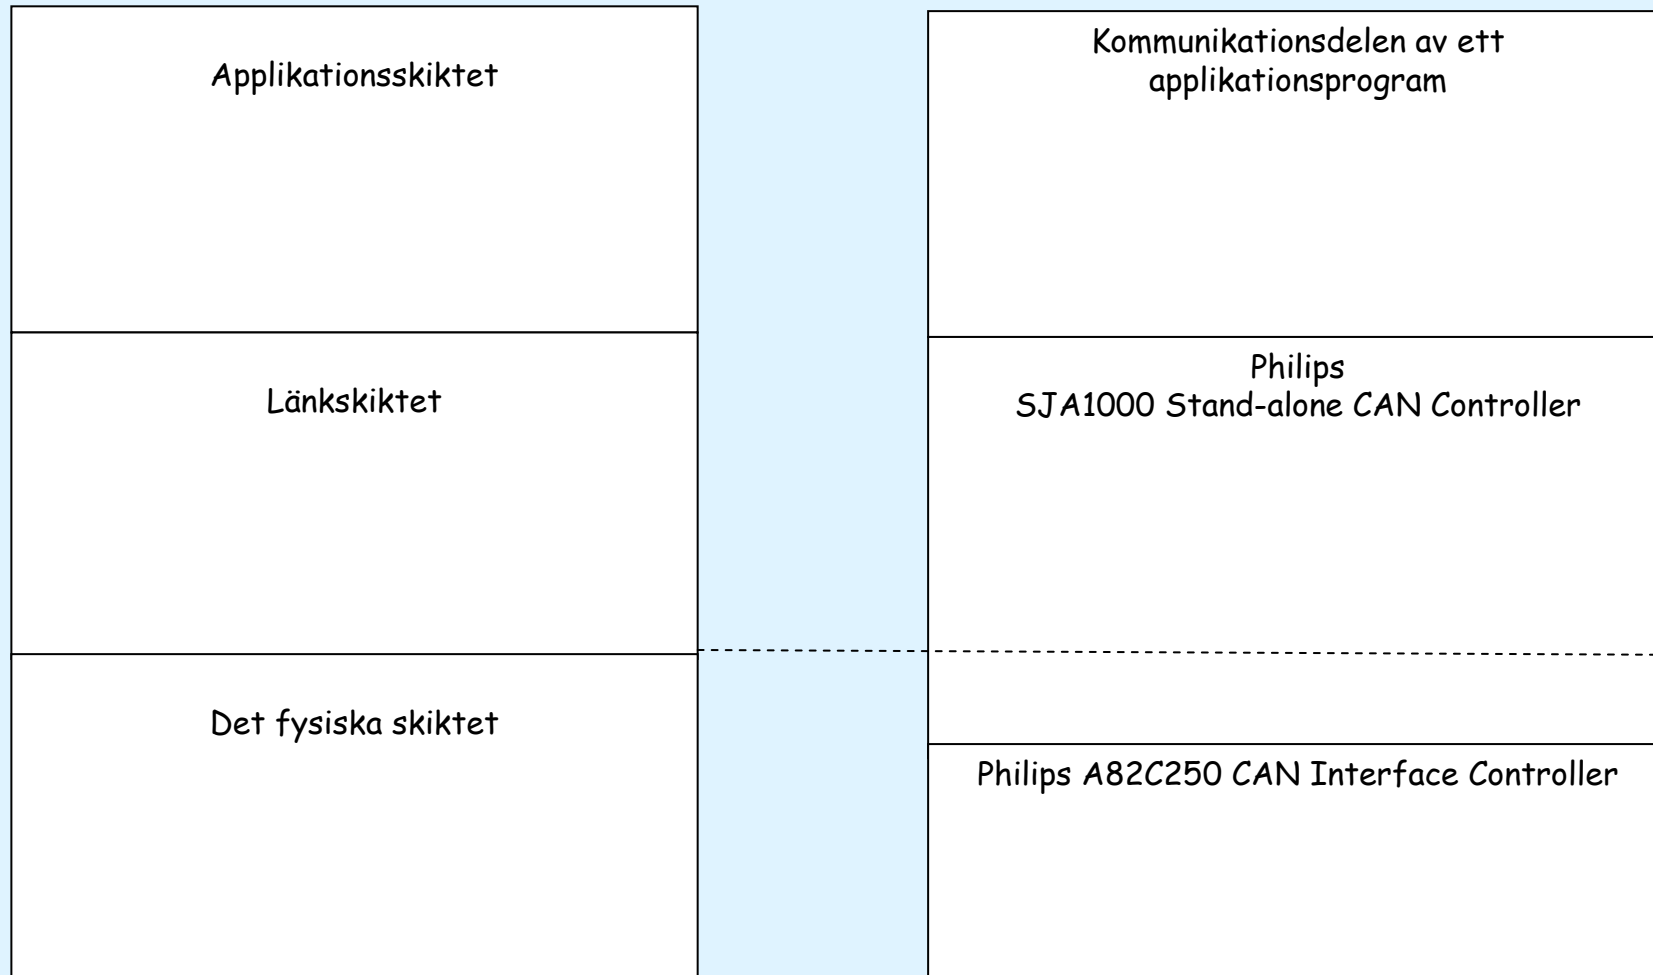 Applikationsskiktet
Kommunikationsdelen av ett
applikationsprogram
Länkskiktet
Philips
SJA1000 Stand-alone CAN Controller
Det fysiska skiktet
Philips A82C250 CAN Interface Controller